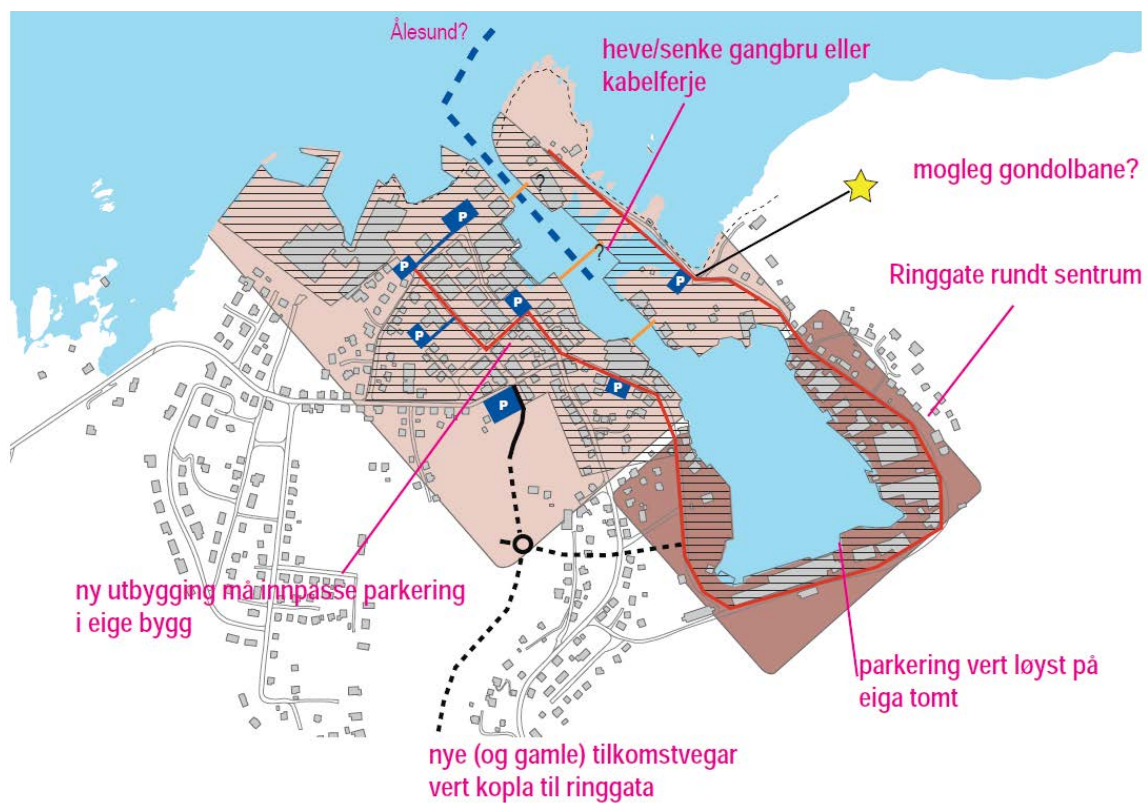 Ålesund?
heve/senke gangbru eller
kabelferje
mogleg gondolbane?
?
?
P
P
P
P
P
P
P
Ringgate rundt sentrum
ny utbygging må innpasse parkering
i eige bygg
parkering vert løyst på
eiga tomt
nye (og gamle) tilkomstvegar
vert kopla til ringgata